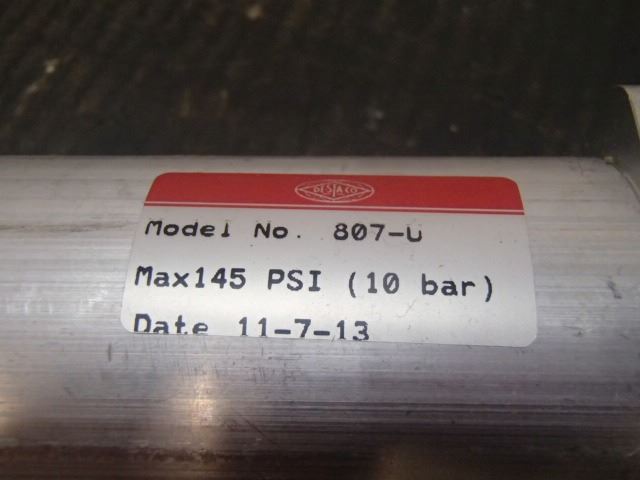 DESTACO
Model No. 807-U
Max145 PSI (10 bar)
Date 11-7-13